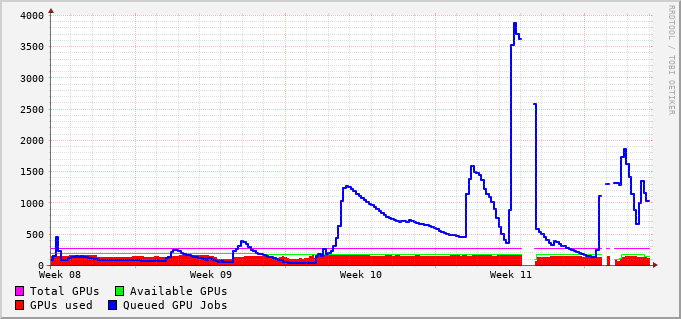 4000
3500
3000
2500
2000
1500
1000
500
0
Week 08 Week 09 Week 10 Week 11
Total GPUs Available GPUs
GPUs used Queued GPU Jobs
RRDTOOL / TOBI OETIKER